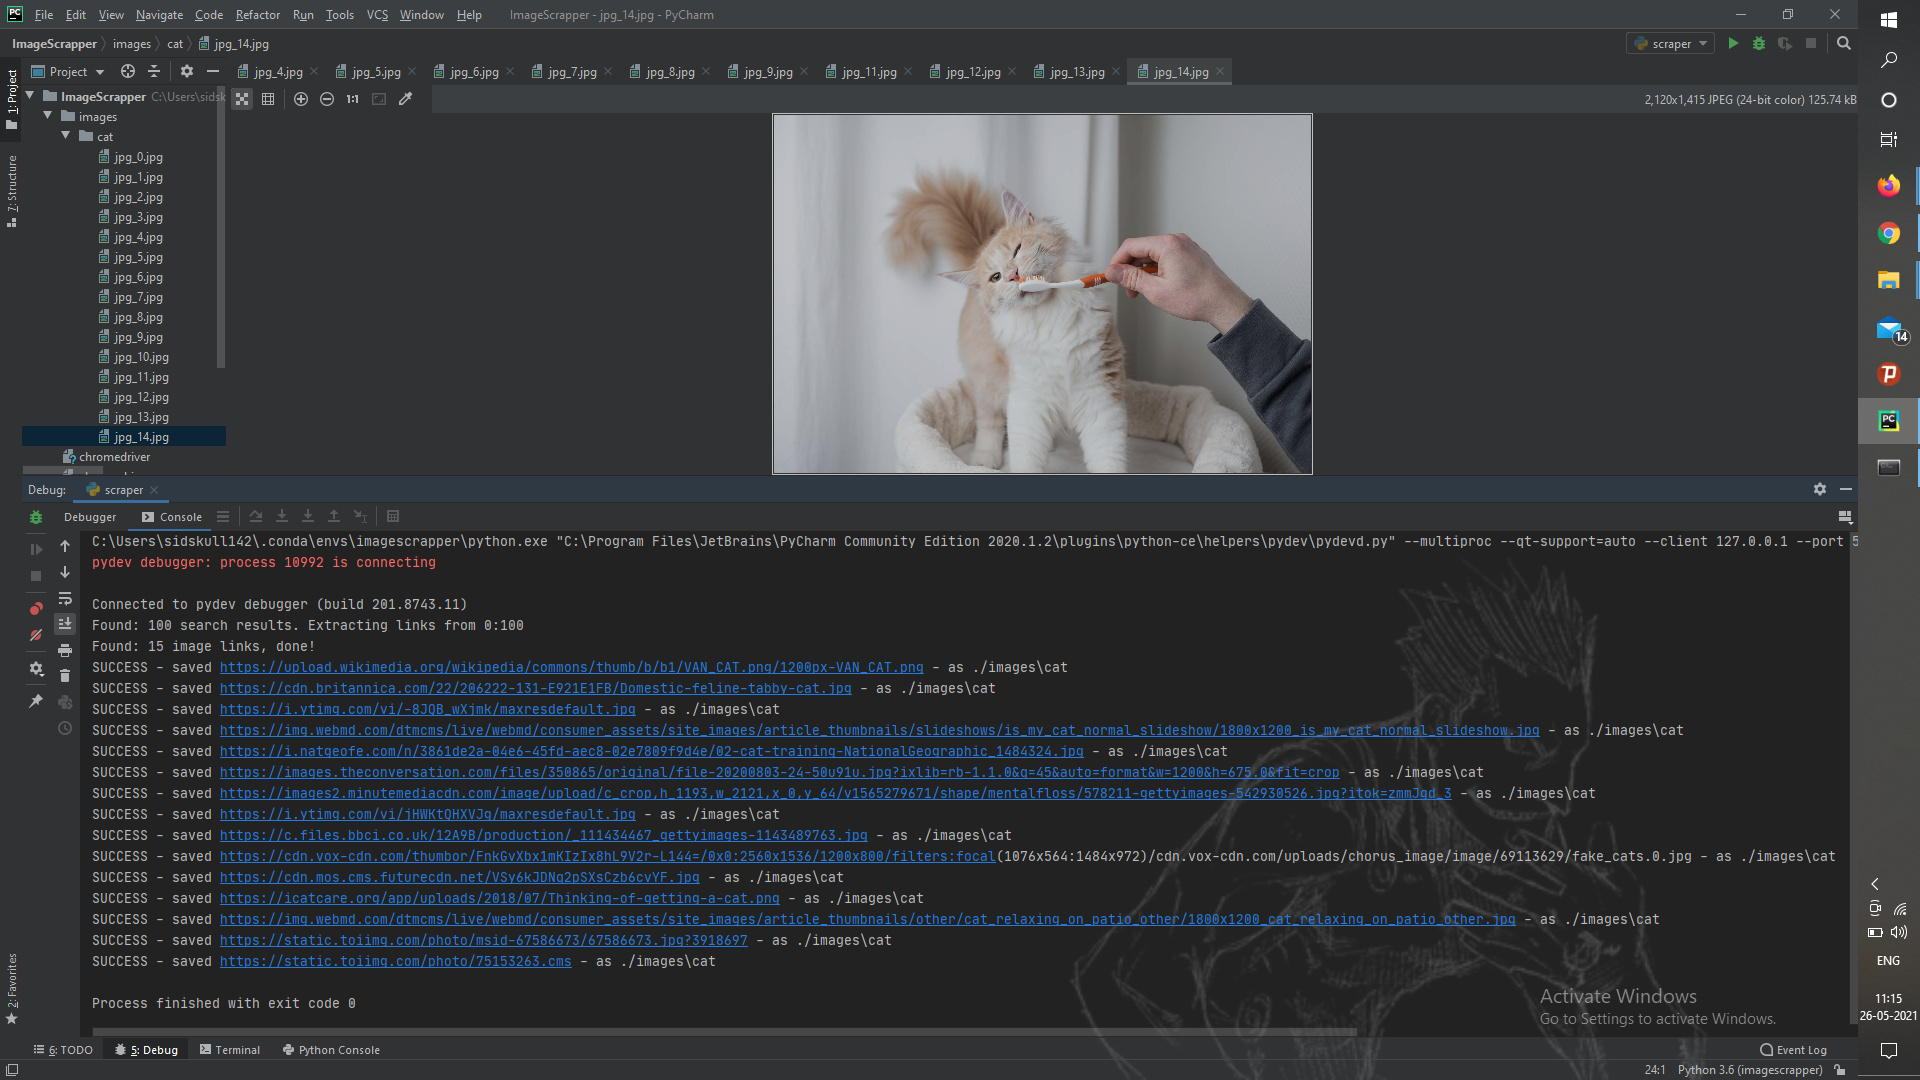 PC File Edit View Navigate Code Refactor Run Tools VCS Window Help ImageScrapper - jpg_14.jpg - PyCharm
ImageScrapper images cat jpg_14.jpg scraper
1: Project
Project jpg_4.jpg jpg_5.jpg jpg_6.jpg jpg_7.jpg jpg_8.jpg jpg_9.jpg jpg_11.jpg jpg_12.jpg jpg_13.jpg jpg_14.jpg
ImageScrapper C:\Users\sidsk 1:1 2,120x1,415 JPEG (24-bit color) 125.74 kB
images
cat
jpg_0.jpg
jpg_1.jpg
jpg_2.jpg
jpg_3.jpg
jpg_4.jpg
jpg_5.jpg
jpg_6.jpg
jpg_7.jpg
jpg_8.jpg
jpg_9.jpg
jpg_10.jpg
jpg_11.jpg
jpg_12.jpg
jpg_13.jpg
jpg_14.jpg
chromedriver
7: Structure
14
PC
Debug: scraper
Debugger Console
C:\Users\sidskull142\.conda\envs\imagescrapper\python.exe "C:\Program Files\JetBrains\PyCharm Community Edition 2020.1.2\plugins\python-ce\helpers\pydev\pydevd.py" --multiproc --qt-support=auto --client 127.0.0.1 --port 5
pydev debugger: process 10992 is connecting
Connected to pydev debugger (build 201.8743.11)
Found: 100 search results. Extracting links from 0:100
Found: 15 image links, done!
SUCCESS - saved https://upload.wikimedia.org/wikipedia/commons/thumb/b/b1/VAN_CAT.png/1200px-VAN_CAT.png - as ./images\cat
SUCCESS - saved https://cdn.britannica.com/22/206222-131-E921E1FB/Domestic-feline-tabby-cat.jpg - as ./images\cat
SUCCESS - saved https://i.ytimg.com/vi/-8JQB_wXjmk/maxresdefault.jpg - as ./images\cat
SUCCESS - saved https://img.webmd.com/dtmcms/live/webmd/consumer_assets/site_images/article_thumbnails/slideshows/is_my_cat_normal_slideshow/1800x1200_is_my_cat_normal_slideshow.jpg - as ./images\cat
SUCCESS - saved https://i.natgeofe.com/n/3861de2a-04e6-45fd-aec8-02e7809f9d4e/02-cat-training-NationalGeographic_1484324.jpg - as ./images\cat
SUCCESS - saved https://images.theconversation.com/files/350865/original/file-20200803-24-50u91u.jpg?ixlib=rb-1.1.0&q=45&auto=format&w=1200&h=675.0&fit=crop - as ./images\cat
SUCCESS - saved https://images2.minutemediacdn.com/image/upload/c_crop,h_1193,w_2121,x_0,y_64/v1565279671/shape/mentalfloss/578211-gettyimages-542930526.jpg?itok=zmmJqd_3 - as ./images\cat
SUCCESS - saved https://i.ytimg.com/vi/jHWKtQHXVJg/maxresdefault.jpg - as ./images\cat
SUCCESS - saved https://c.files.bbci.co.uk/12A9B/production/_111434467_gettyimages-1143489763.jpg - as ./images\cat
SUCCESS - saved https://cdn.vox-cdn.com/thumbor/FnkGvXbx1mKIzIx8hL9V2r-L144=/0x0:2560x1536/1200x800/filters:focal(1076x564:1484x972)/cdn.vox-cdn.com/uploads/chorus_image/image/69113629/fake_cats.0.jpg - as ./images\cat
SUCCESS - saved https://cdn.mos.cms.futurecdn.net/VSy6kJDNq2pSXsCzb6cvYF.jpg - as ./images\cat
SUCCESS - saved https://icatcare.org/app/uploads/2018/07/Thinking-of-getting-a-cat.png - as ./images\cat
SUCCESS - saved https://img.webmd.com/dtmcms/live/webmd/consumer_assets/site_images/article_thumbnails/other/cat_relaxing_on_patio_other/1800x1200_cat_relaxing_on_patio_other.jpg - as ./images\cat
SUCCESS - saved https://static.toiimg.com/photo/msid-67586673/67586673.jpg?3918697 - as ./images\cat
SUCCESS - saved https://static.toiimg.com/photo/75153263.cms - as ./images\cat
Process finished with exit code 0
2: Favorites
Activate Windows
Go to Settings to activate Windows.
ENG
11:15
26-05-2021
6: TODO 5: Debug Terminal Python Console Event Log
24:1 Python 3.6 (imagescrapper)